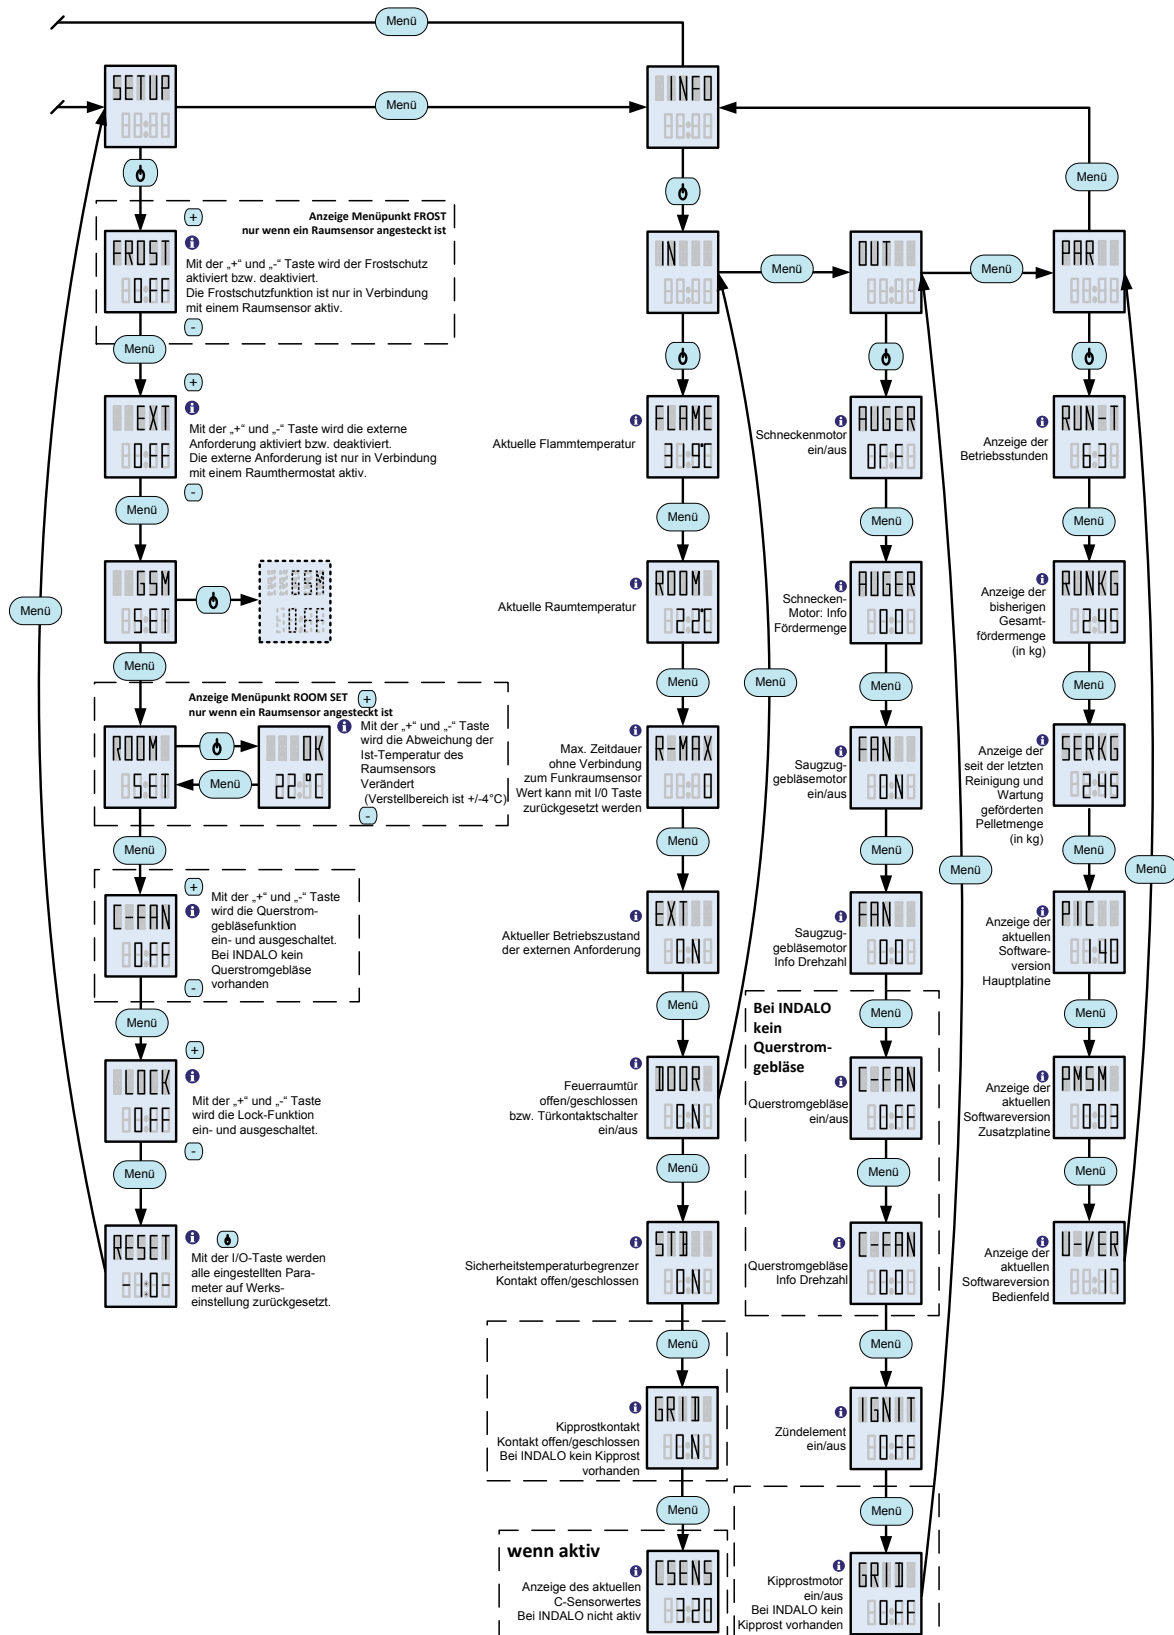 Menü
SETUP
Menü
INFO
Menü
Anzeige Menüpunkt FROST
nur wenn ein Raumsensor angesteckt ist
+
FROST
OFF
Mit der „+“ und „-“ Taste wird der Frostschutz
aktiviert bzw. deaktiviert.
Die Frostschutzfunktion ist nur in Verbindung
mit einem Raumsensor aktiv.
-
Menü
+
EXT
OFF
Mit der „+“ und „-“ Taste wird die externe
Anforderung aktiviert bzw. deaktiviert.
Die externe Anforderung ist nur in Verbindung
mit einem Raumthermostat aktiv.
-
Menü
GSM
SET
GSM
OFF
Menü
Menü
Anzeige Menüpunkt ROOM SET
nur wenn ein Raumsensor angesteckt ist
+
ROOM
SET
Menü
OK
22°C
Mit der „+“ und „-“ Taste
wird die Abweichung der
Ist-Temperatur des
Raumsensors
Verändert
(Verstellbereich ist +/-4°C)
-
Menü
+
C-FAN
OFF
Mit der „+“ und „-“ Taste
wird die Querstrom-
gebläsefunktion
ein- und ausgeschaltet.
Bei INDALO kein
Querstromgebläse
vorhanden
-
Menü
+
LOCK
OFF
Mit der „+“ und „-“ Taste
wird die Lock-Funktion
ein- und ausgeschaltet.
-
Menü
RESET
-10-
Mit der I/O-Taste werden
alle eingestellten Para-
meter auf Werks-
einstellung zurückgesetzt.
IN
Menü
OUT
Menü
PAR
FLAME
319°C
Aktuelle Flammtemperatur
Menü
ROOM
22°C
Aktuelle Raumtemperatur
Menü
Menü
R-MAX
0
Max. Zeitdauer
ohne Verbindung
zum Funkraumsensor
Wert kann mit I/0 Taste
zurückgesetzt werden
Menü
EXT
ON
Aktueller Betriebszustand
der externen Anforderung
Menü
DOOR
ON
Feuerraumtür
offen/geschlossen
bzw. Türkontaktschalter
ein/aus
Menü
STB
ON
Sicherheitstemperaturbegrenzer
Kontakt offen/geschlossen
Menü
GRID
ON
Kipprostkontakt
Kontakt offen/geschlossen
Bei INDALO kein Kipprost
vorhanden
Menü
wenn aktiv
CSENS
320
Anzeige des aktuellen
C-Sensorwertes
Bei INDALO nicht aktiv
AUGER
OFF
Schneckenmotor
ein/aus
Menü
AUGER
00
Schnecken-
Motor: Info
Fördermenge
Menü
FAN
ON
Saugzug-
gebläsemotor
ein/aus
Menü
FAN
00
Saugzug-
gebläsemotor
Info Drehzahl
Menü
Menü
Bei INDALO
kein
Querstrom-
gebläse
C-FAN
OFF
Querstromgebläse
ein/aus
Menü
C-FAN
00
Querstromgebläse
Info Drehzahl
Menü
IGNIT
OFF
Zündelement
ein/aus
Menü
GRID
OFF
Kipprostmotor
ein/aus
Bei INDALO kein
Kipprost vorhanden
Menü
RUN-T
63
Anzeige der
Betriebsstunden
Menü
RUNKG
245
Anzeige der
bisherigen
Gesamt-
fördermenge
(in kg)
Menü
SERKG
245
Anzeige der
seit der letzten
Reinigung und
Wartung
geförderten
Pelletmenge
(in kg)
Menü
Menü
PIC
1:40
Anzeige der
aktuellen
Software-
version
Hauptplatine
Menü
PMSM
0:03
Anzeige der
aktuellen
Softwareversion
Zusatzplatine
Menü
U-VER
17
Anzeige der
aktuellen
Softwareversion
Bedienfeld